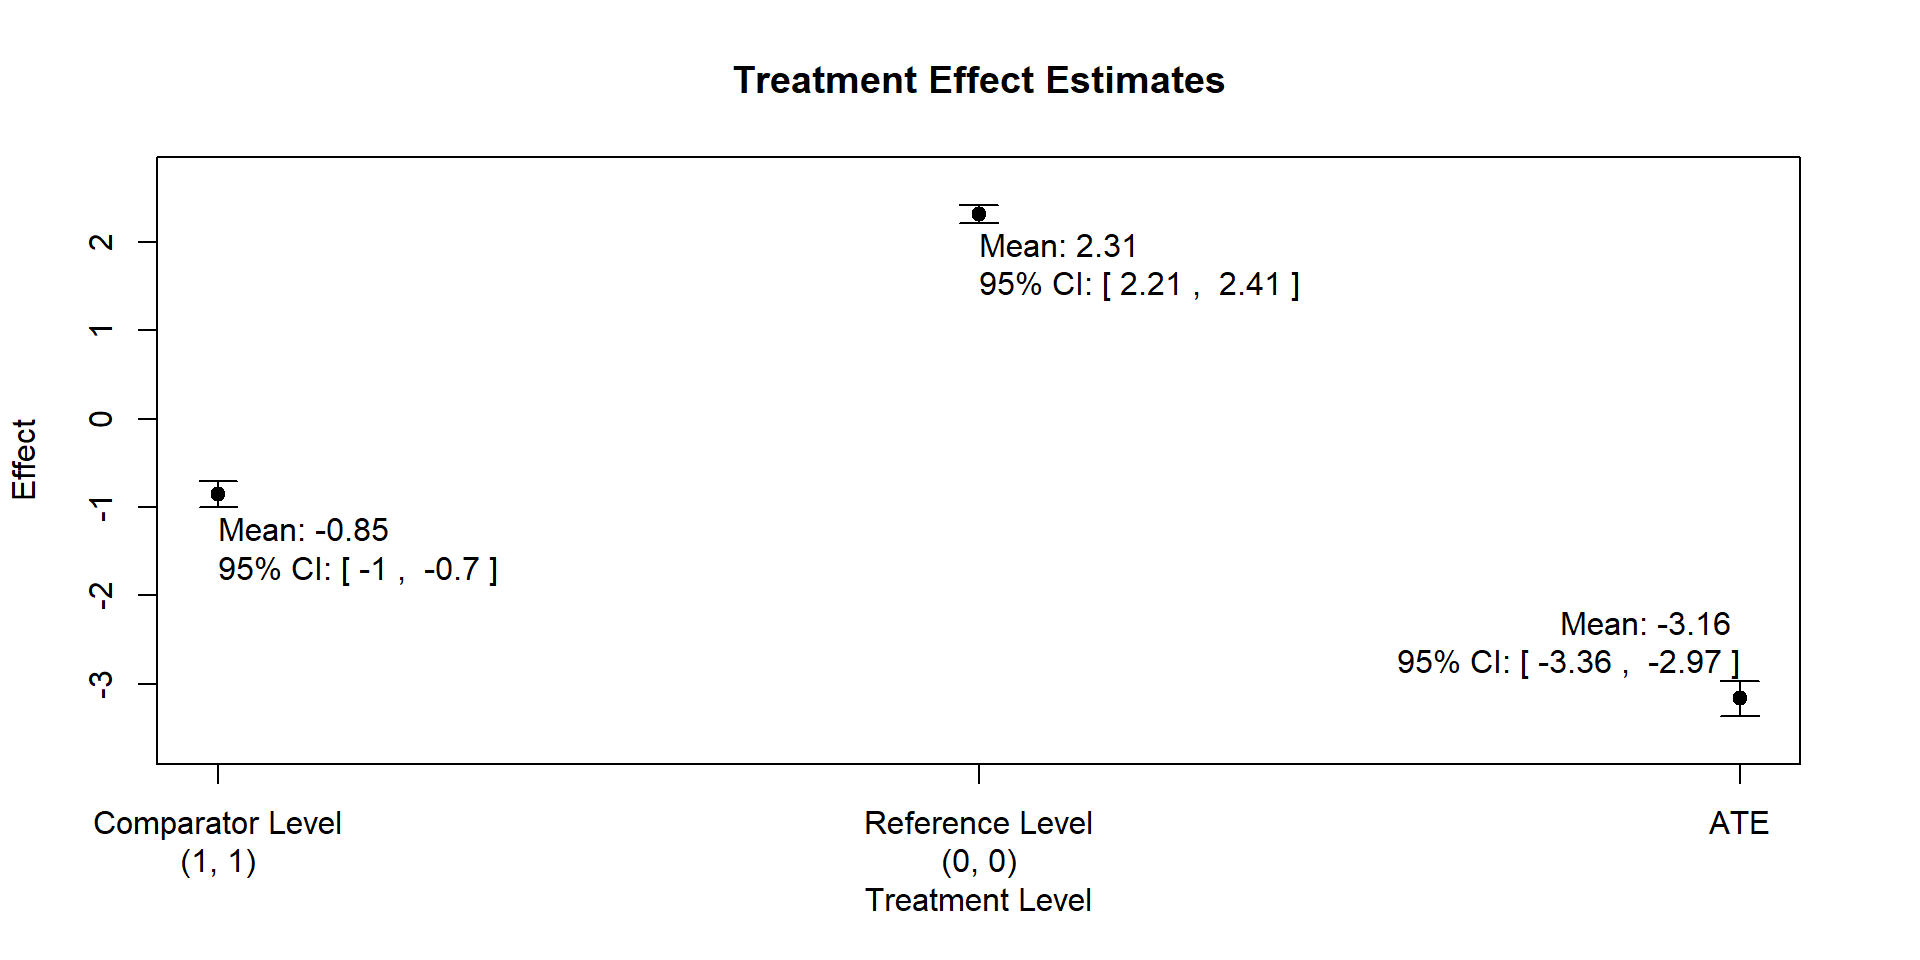 Treatment Effect Estimates
Effect
2
1
0
-1
-2
-3
Mean: 2.31
95% CI: [ 2.21 ,  2.41 ]
Mean: -0.85
95% CI: [ -1 ,  -0.7 ]
Mean: -3.16
95% CI: [ -3.36 ,  -2.97 ]
Comparator Level
(1, 1)
Reference Level
(0, 0)
ATE
Treatment Level